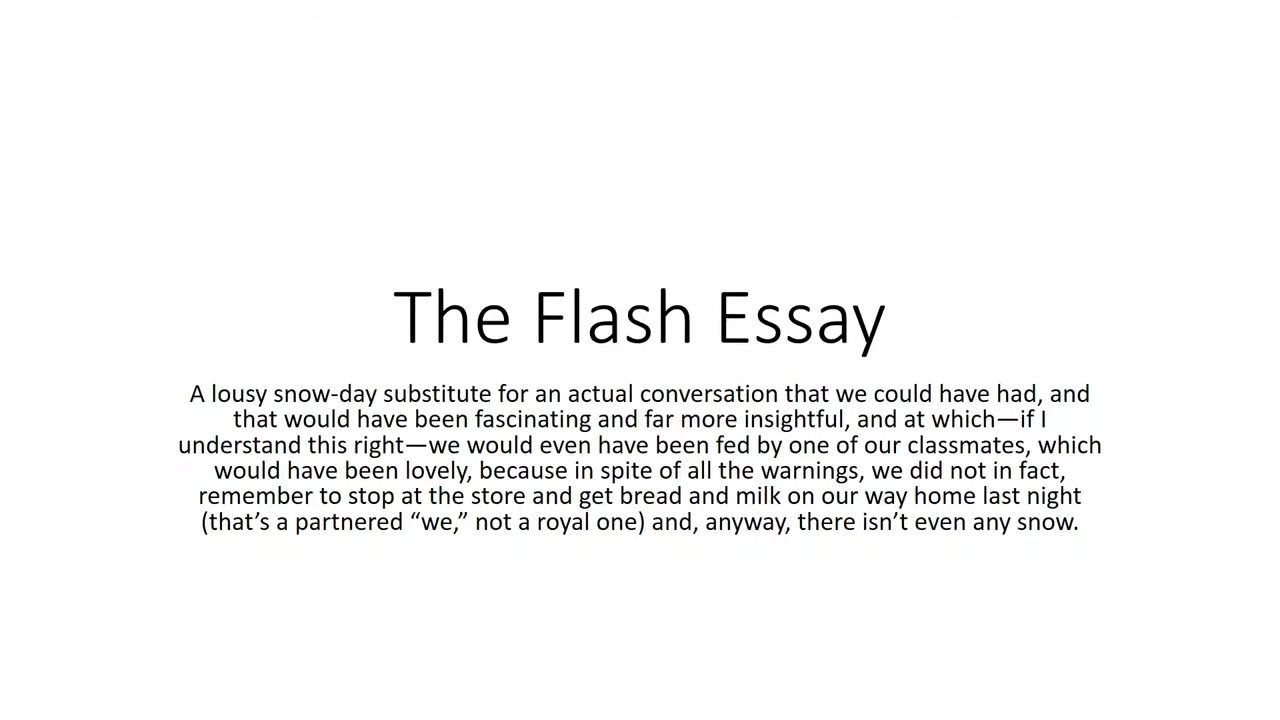 The Flash Essay
A lousy snow-day substitute for an actual conversation that we could have had, and
that would have been fascinating and far more insightful, and at which—if I
understand this right—we would even have been fed by one of our classmates, which
would have been lovely, because in spite of all the warnings, we did not in fact,
remember to stop at the store and get bread and milk on our way home last night
(that’s a partnered “we,” not a royal one) and, anyway, there isn’t even any snow.